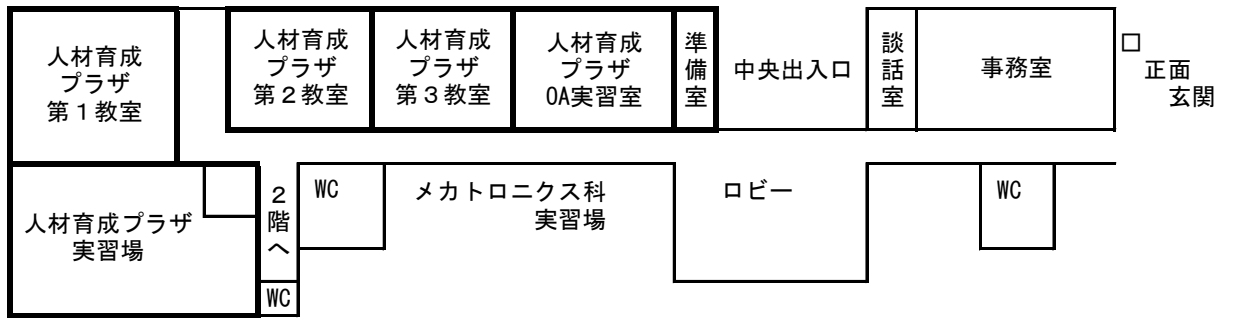 人材育成
プラザ
第１教室
人材育成
プラザ
第２教室
人材育成
プラザ
第３教室
人材育成
プラザ
OA実習室
準備室
中央出入口
談話室
事務室
正面
玄関
人材育成プラザ
実習場
２階へ
WC
WC
メカトロニクス科
実習場
ロビー
WC